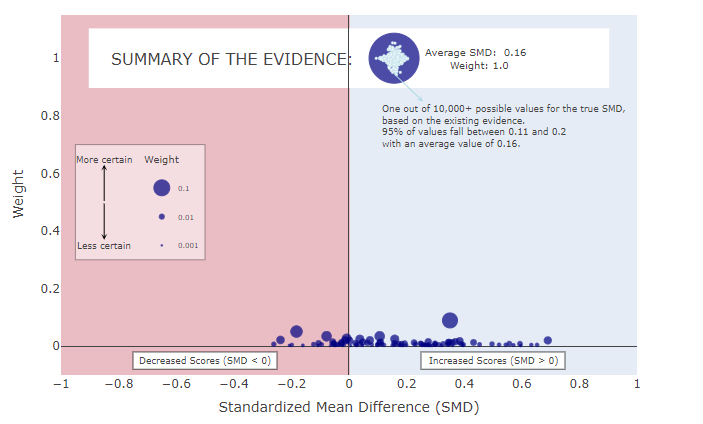 SUMMARY OF THE EVIDENCE:
Average SMD: 0.16
Weight: 1.0
One out of 10,000+ possible values for the true SMD,
based on the existing evidence.
95% of values fall between 0.11 and 0.2
with an average value of 0.16.
More certain
Weight
0.1
0.01
0.001
Less certain
Weight
1
0.8
0.6
0.4
0.2
0
Decreased Scores (SMD < 0)
Increased Scores (SMD > 0)
−1 −0.8 −0.6 −0.4 −0.2 0 0.2 0.4 0.6 0.8 1
Standardized Mean Difference (SMD)